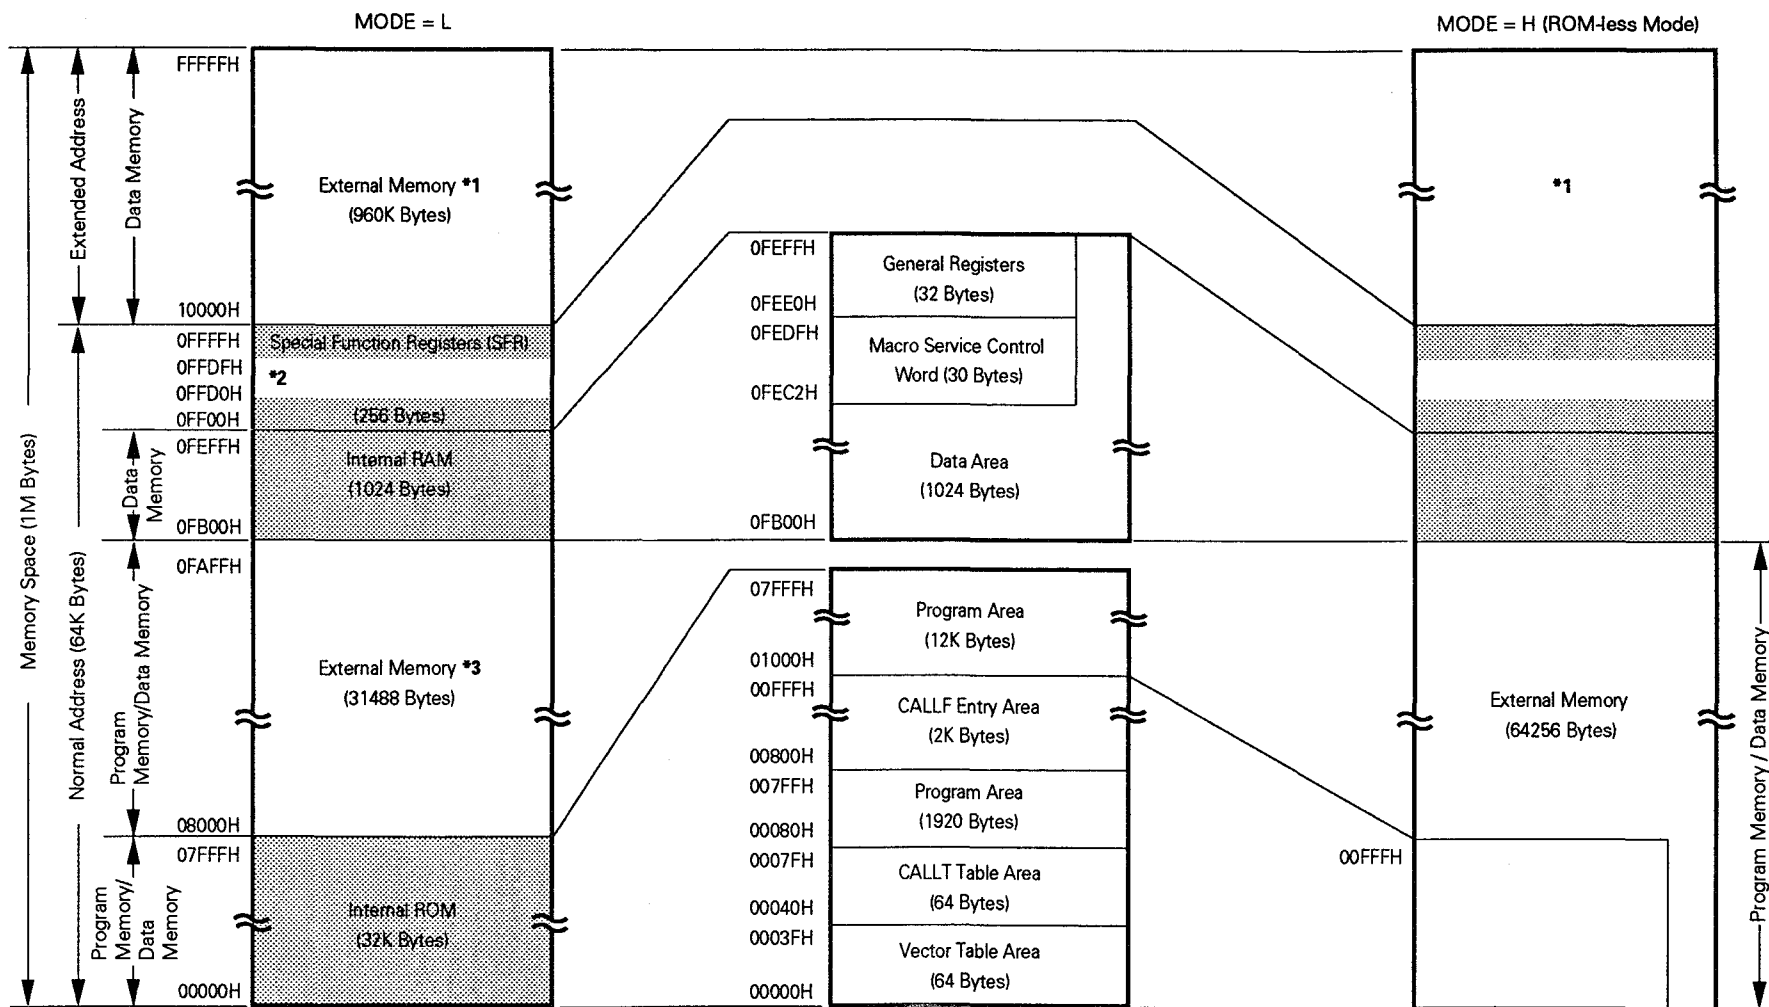 MODE = L
MODE = H (ROM-less Mode)
Memory Space (1M Bytes)
Extended Address
Normal Address (64K Bytes)
Data Memory
Data
Memory
Program
Memory/Data Memory
Program
Memory/
Data
Memory
FFFFFH
External Memory *1
(960K Bytes)
10000H
0FFFFH
Special Function Registers (SFR)
0FFDFH
*2
0FFD0H
(256 Bytes)
0FF00H
0FEFFH
Internal RAM
(1024 Bytes)
0FB00H
0FAFFH
External Memory *3
(31488 Bytes)
08000H
07FFFH
Internal ROM
(32K Bytes)
00000H
0FEFFH
General Registers
(32 Bytes)
0FEE0H
0FEDFH
Macro Service Control
Word (30 Bytes)
0FEC2H
Data Area
(1024 Bytes)
0FB00H
07FFFH
Program Area
(12K Bytes)
01000H
00FFFH
CALLF Entry Area
(2K Bytes)
00800H
007FFH
Program Area
(1920 Bytes)
00080H
0007FH
CALLT Table Area
(64 Bytes)
00040H
0003FH
Vector Table Area
(64 Bytes)
00000H
*1
External Memory
(64256 Bytes)
00FFFH
Program Memory / Data Memory